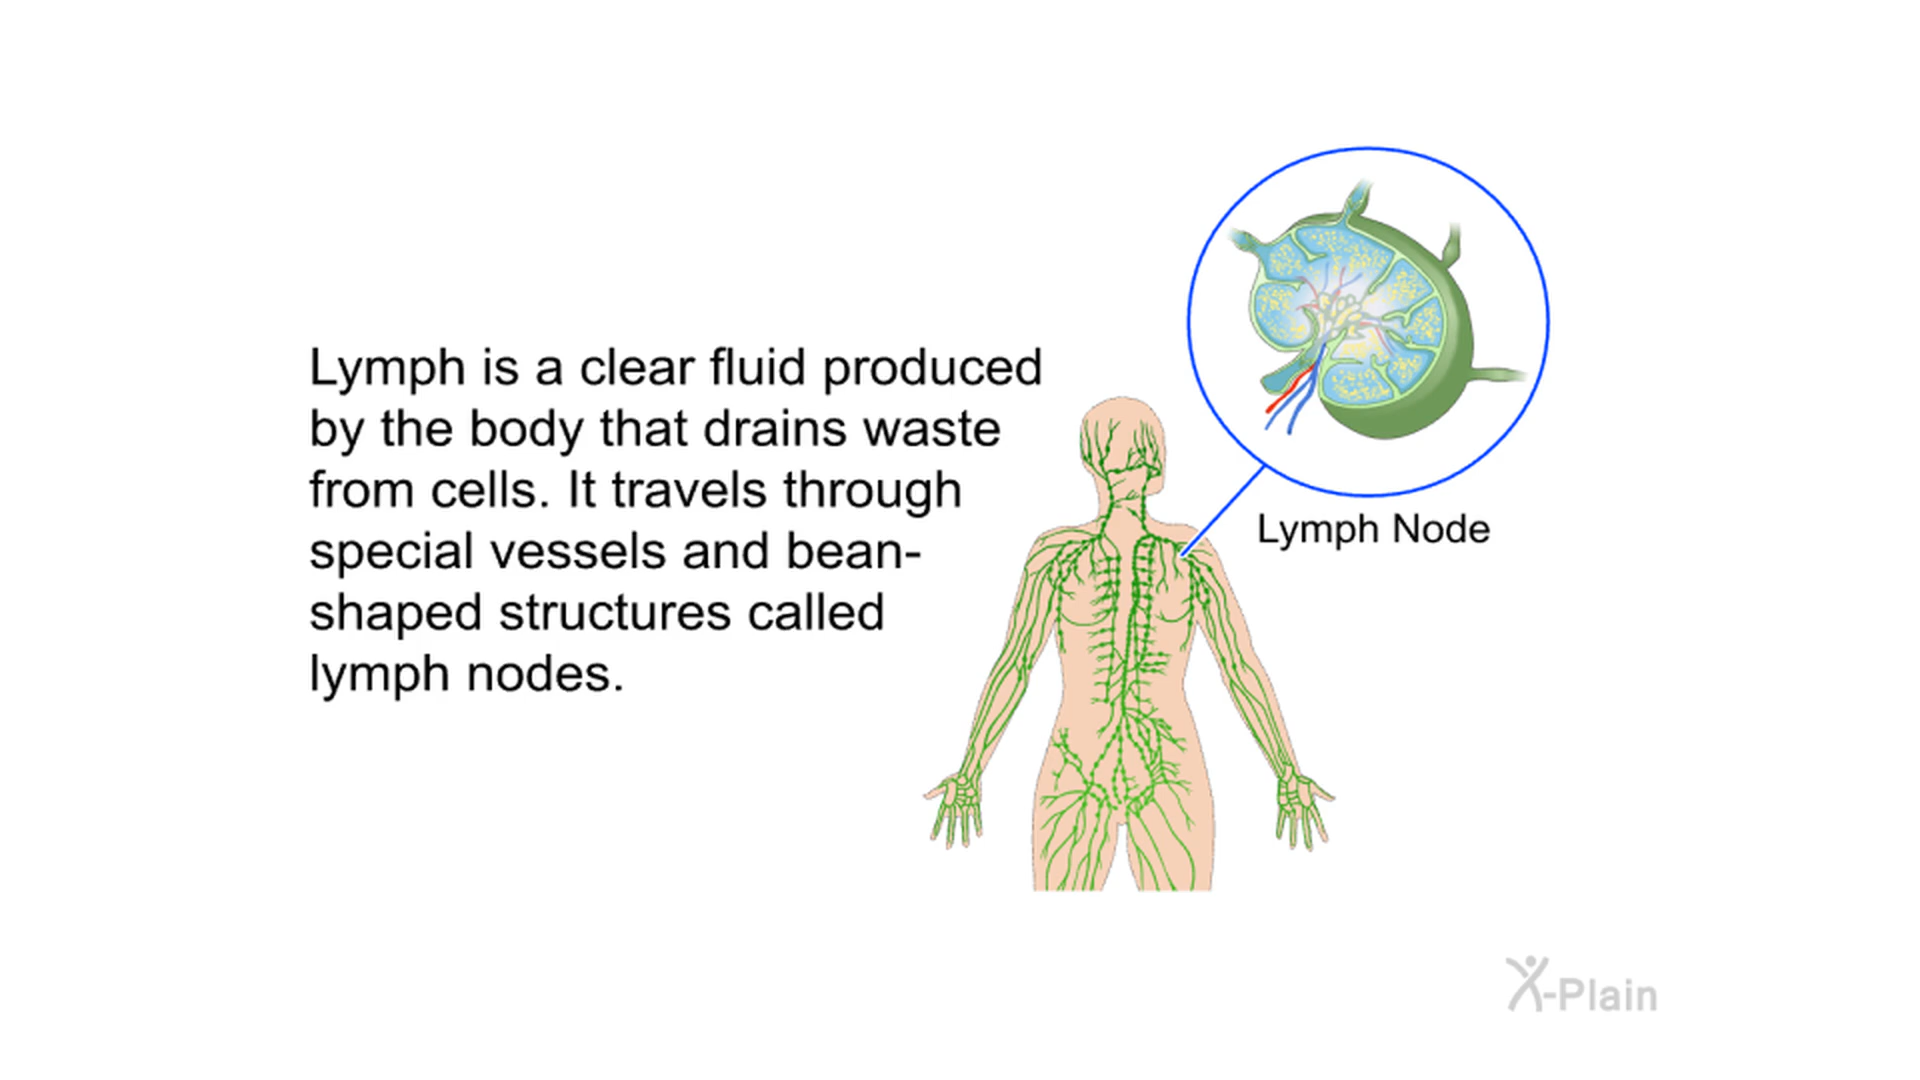 Lymph is a clear fluid produced
by the body that drains waste
from cells. It travels through
special vessels and bean-
shaped structures called
lymph nodes.
Lymph Node
X-Plain